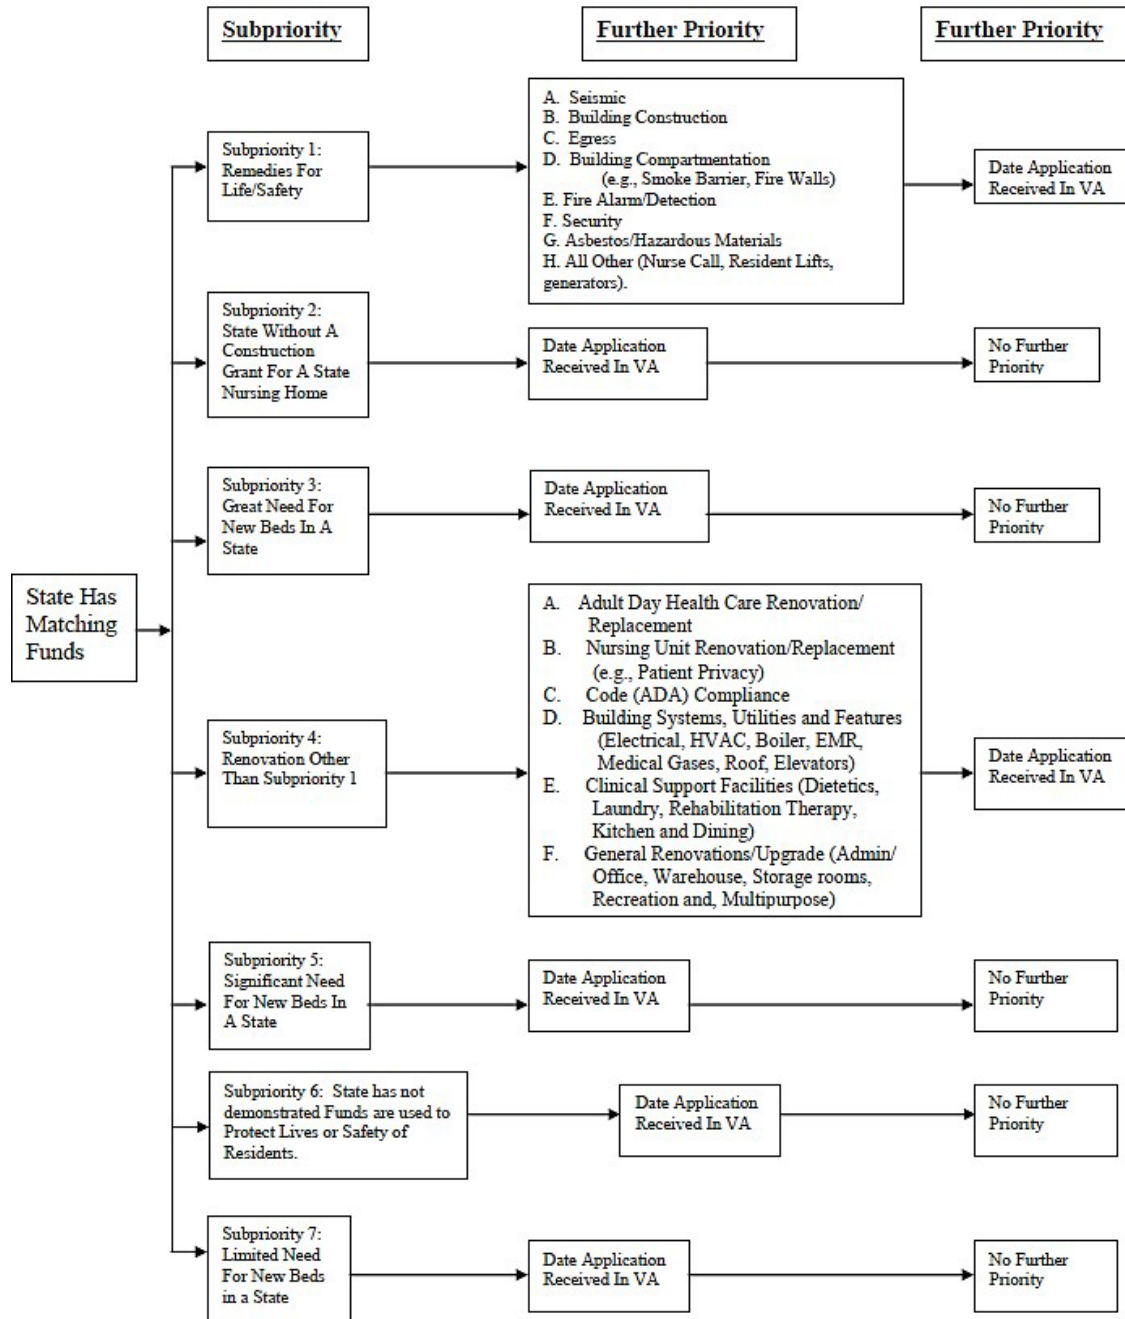 Subpriority
Further Priority
Further Priority
Subpriority 1:
Remedies For
Life/Safety
A. Seismic
B. Building Construction
C. Egress
D. Building Compartmentation
(e.g., Smoke Barrier, Fire Walls)
E. Fire Alarm/Detection
F. Security
G. Asbestos/Hazardous Materials
H. All Other (Nurse Call, Resident Lifts,
generators).
Date Application
Received In VA
Subpriority 2:
State Without A
Construction
Grant For A State
Nursing Home
Date Application
Received In VA
No Further
Priority
Subpriority 3:
Great Need For
New Beds In A
State
Date Application
Received In VA
No Further
Priority
State Has
Matching
Funds
Subpriority 4:
Renovation Other
Than Subpriority 1
A. Adult Day Health Care Renovation/
Replacement
B. Nursing Unit Renovation/Replacement
(e.g., Patient Privacy)
C. Code (ADA) Compliance
D. Building Systems, Utilities and Features
(Electrical, HVAC, Boiler, EMR,
Medical Gases, Roof, Elevators)
E. Clinical Support Facilities (Dietetics,
Laundry, Rehabilitation Therapy,
Kitchen and Dining)
F. General Renovations/Upgrade (Admin/
Office, Warehouse, Storage rooms,
Recreation and, Multipurpose)
Date Application
Received In VA
Subpriority 5:
Significant Need
For New Beds In
A State
Date Application
Received In VA
No Further
Priority
Subpriority 6: State has not
demonstrated Funds are used to
Protect Lives or Safety of
Residents.
Date Application
Received In VA
No Further
Priority
Subpriority 7:
Limited Need
For New Beds
in a State
Date Application
Received In VA
No Further
Priority